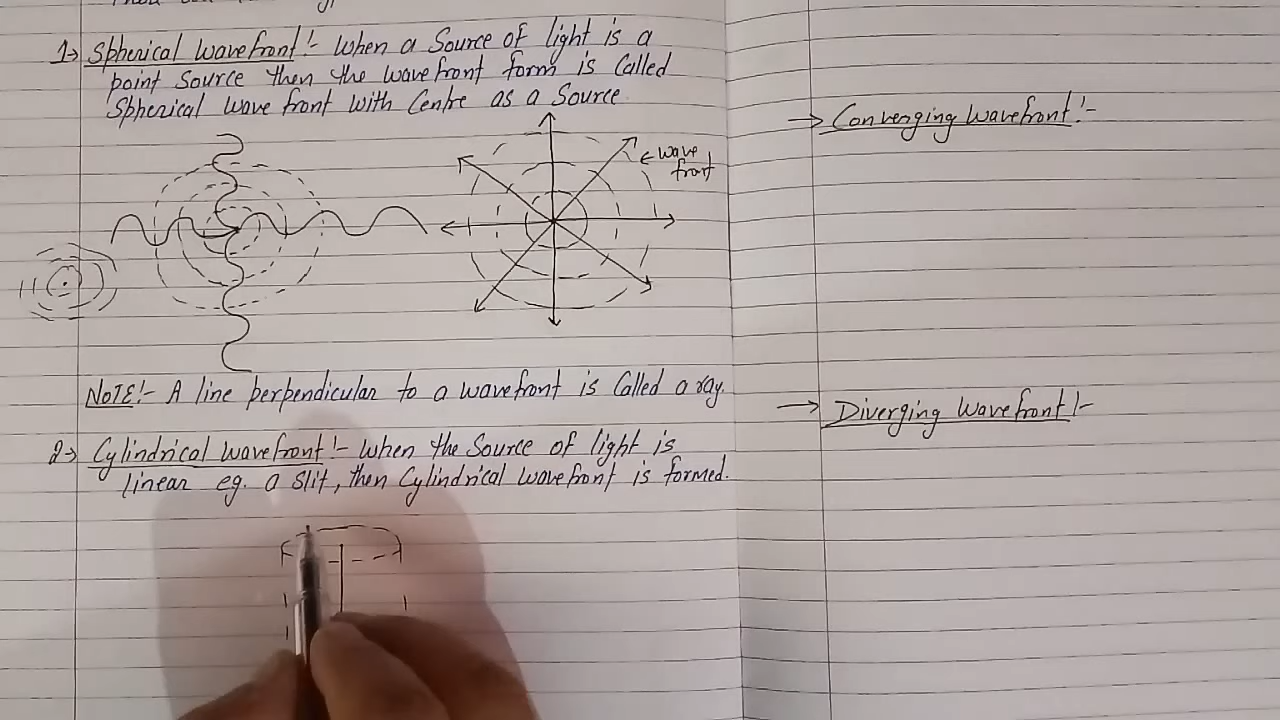 1) Spherical wavefront :- When a Source of light is a
point source then the wavefront form is called
Spherical wave front with Centre as a Source.
← wave
front
NOTE :- A line perpendicular to a wavefront is called a ray.
2) Cylindrical wavefront :- when the source of light is
linear eg. a slit, then Cylindrical wavefront is formed.
→ Converging Wavefront :-
→ Diverging Wavefront :-